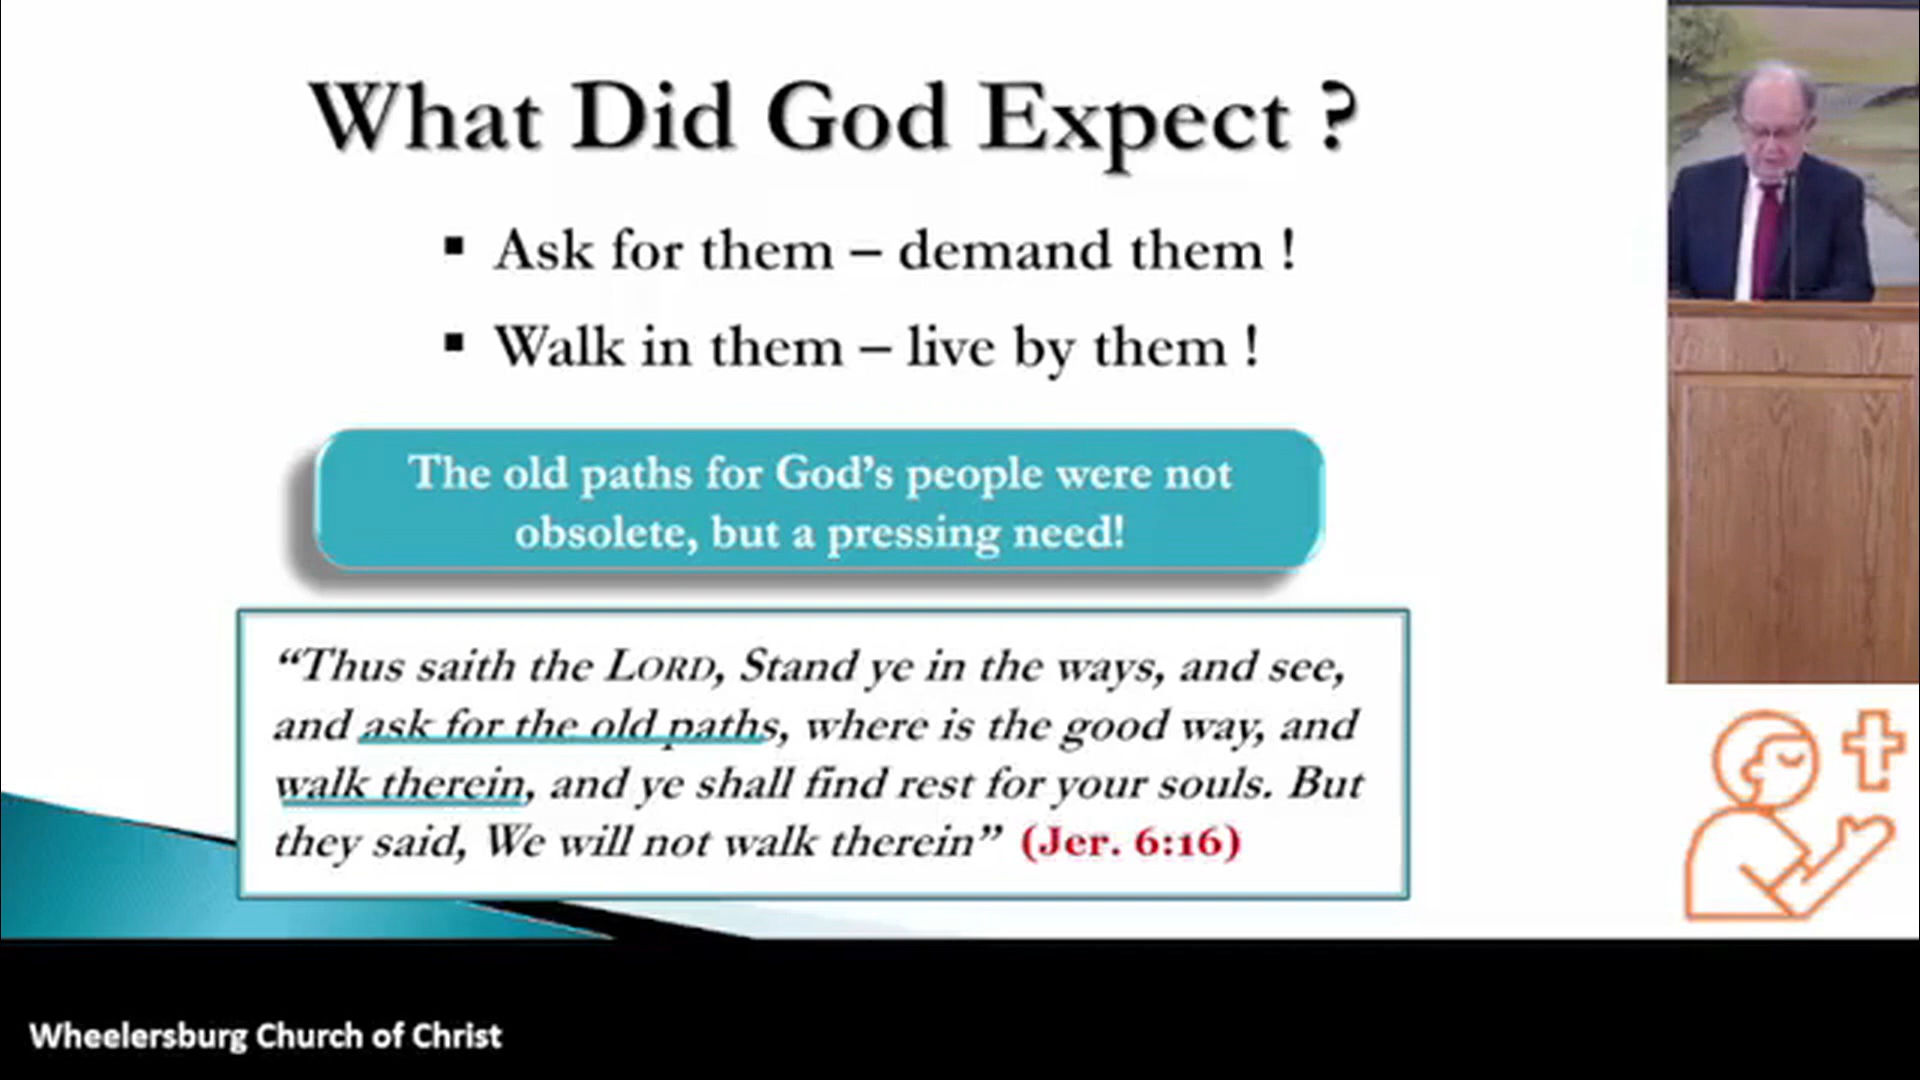 What Did God Expect ?
▪ Ask for them – demand them !
▪ Walk in them – live by them !
The old paths for God's people were not
obsolete, but a pressing need!
“Thus saith the LORD, Stand ye in the ways, and see,
and ask for the old paths, where is the good way, and
walk therein, and ye shall find rest for your souls. But
they said, We will not walk therein” (Jer. 6:16)
Wheelersburg Church of Christ